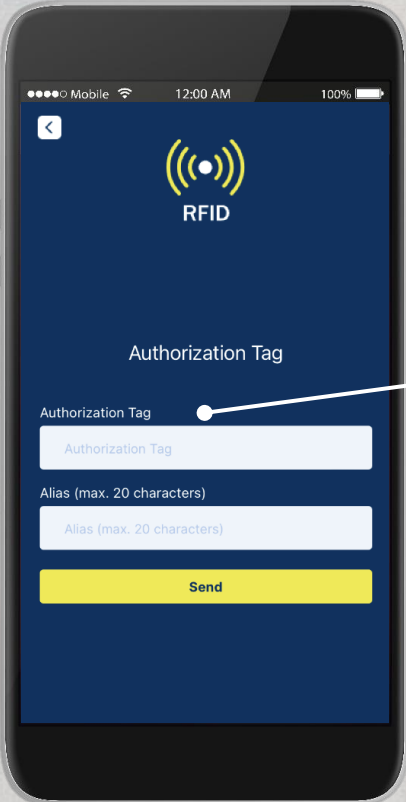 Mobile 12:00 AM 100%
RFID
Authorization Tag
Authorization Tag
Authorization Tag
Alias (max. 20 characters)
Alias (max. 20 characters)
Send